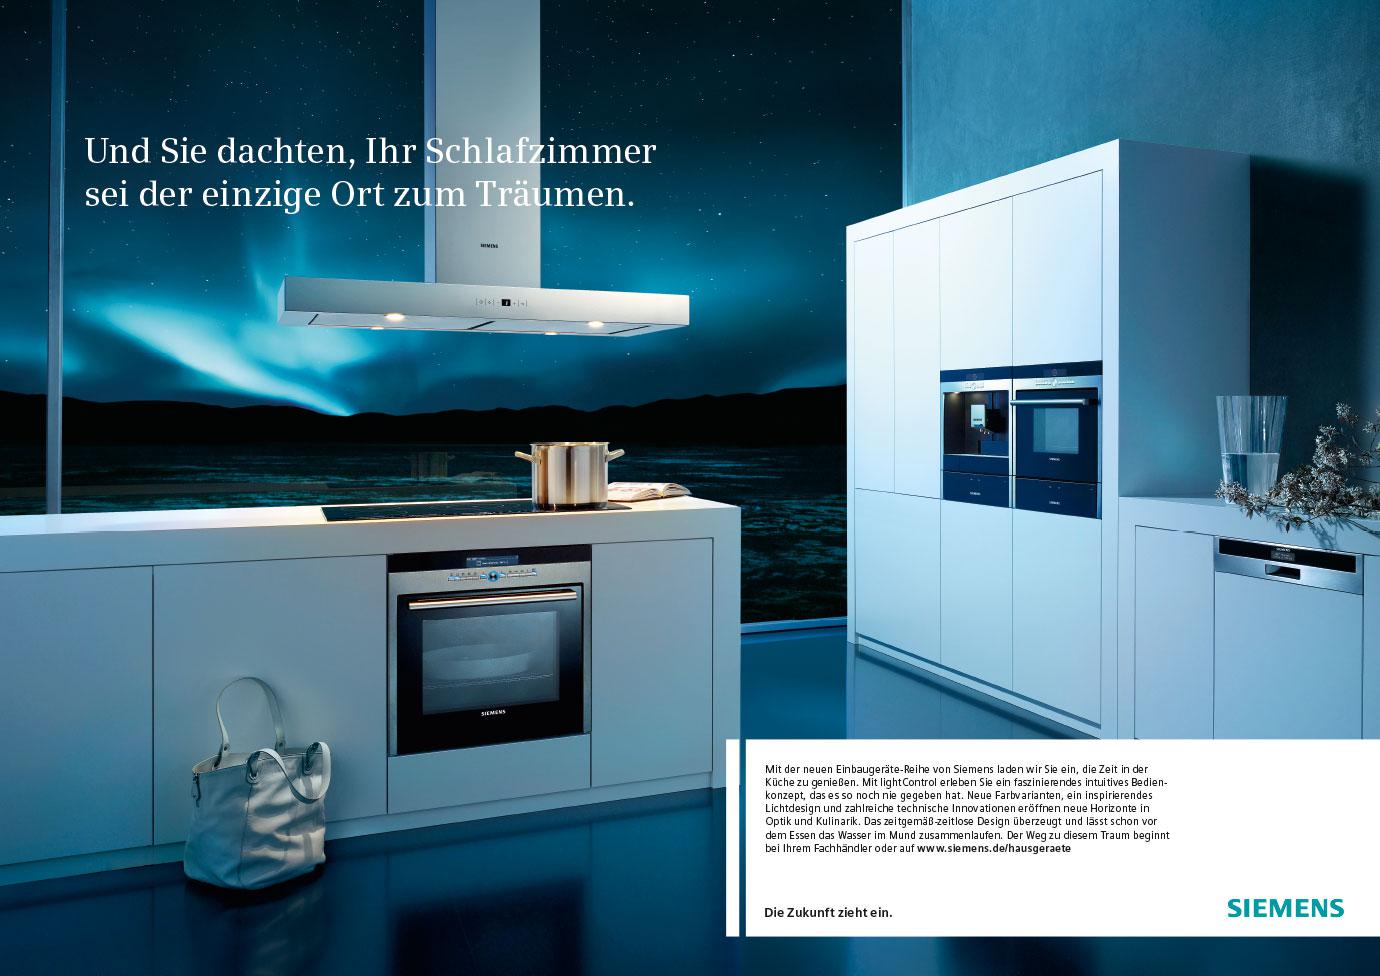 Und Sie dachten, Ihr Schlafzimmer
sei der einzige Ort zum Träumen.
SIEMENS
SIEMENS
SIEMENS
SIEMENS
SIEMENS
Mit der neuen Einbaugeräte-Reihe von Siemens laden wir Sie ein, die Zeit in der
Küche zu genießen. Mit lightControl erleben Sie ein faszinierendes intuitives Bedien-
konzept, das es so noch nie gegeben hat. Neue Farbvarianten, ein inspirierendes
Lichtdesign und zahlreiche technische Innovationen eröffnen neue Horizonte in
Optik und Kulinarik. Das zeitgemäß-zeitlose Design überzeugt und lässt schon vor
dem Essen das Wasser im Mund zusammenlaufen. Der Weg zu diesem Traum beginnt
bei Ihrem Fachhändler oder auf www.siemens.de/hausgeraete
Die Zukunft zieht ein.
SIEMENS